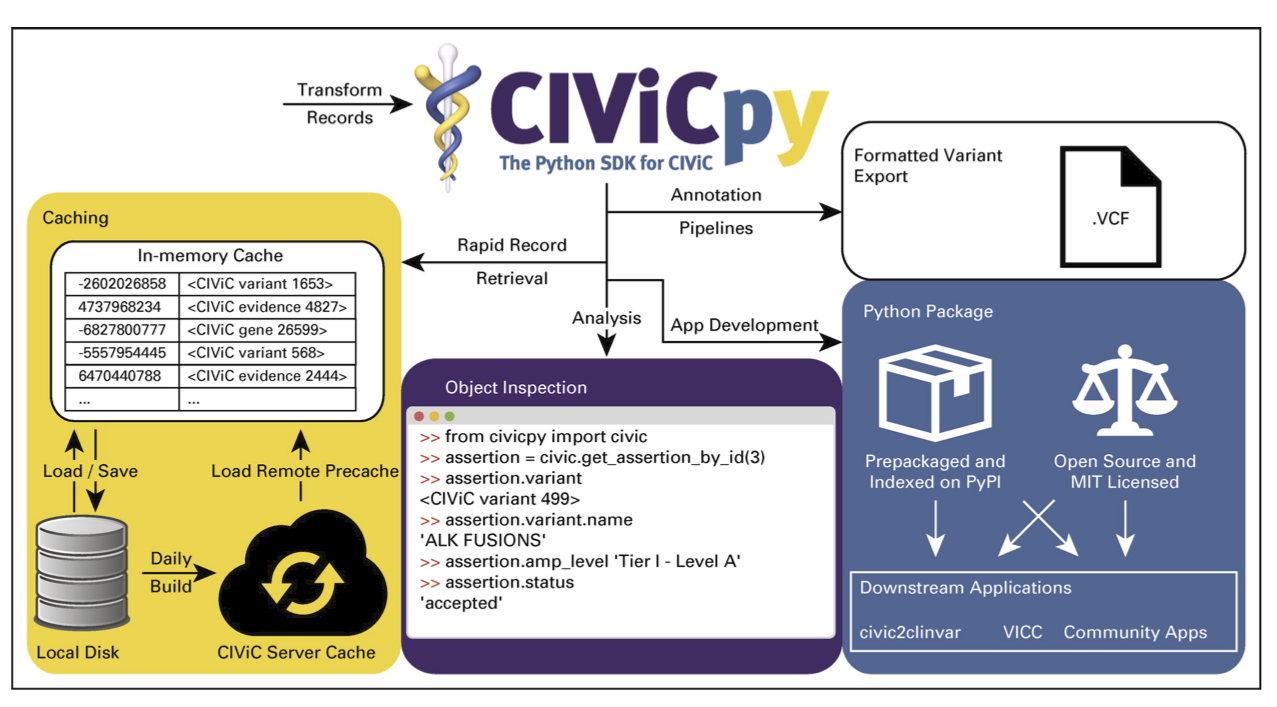 Transform
Records
CIViCpy
The Python SDK for CIViC
Annotation
Pipelines
Rapid Record
Retrieval
Analysis
App Development
Formatted Variant
Export
.VCF
Caching
In-memory Cache
-2602026858 <CIViC variant 1653>
4737968234 <CIViC evidence 4827>
-6827800777 <CIViC gene 26599>
-5557954445 <CIViC variant 568>
6470440788 <CIViC evidence 2444>
... ...
Load / Save
Load Remote Precache
Daily
Build
Local Disk
CIViC Server Cache
Object Inspection
>> from civicpy import civic
>> assertion = civic.get_assertion_by_id(3)
>> assertion.variant
<CIViC variant 499>
>> assertion.variant.name
'ALK FUSIONS'
>> assertion.amp_level 'Tier I - Level A'
>> assertion.status
'accepted'
Python Package
Prepackaged and
Indexed on PyPI
Open Source and
MIT Licensed
Downstream Applications
civic2clinvar VICC Community Apps